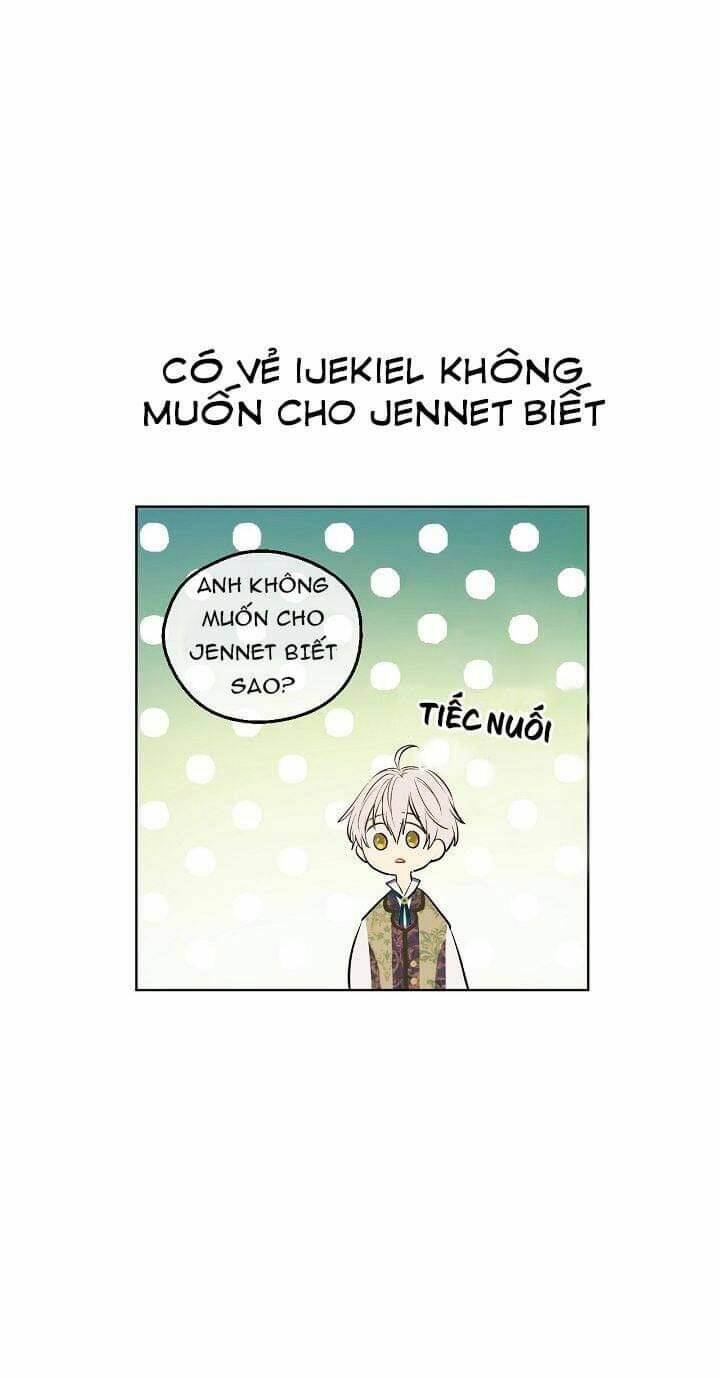 CÓ VẺ IJEKIEL KHÔNG
MUỐN CHO JENNET BIẾT
ANH KHÔNG
MUỐN CHO
JENNET BIẾT
SAO?
TIẾC NUỐI